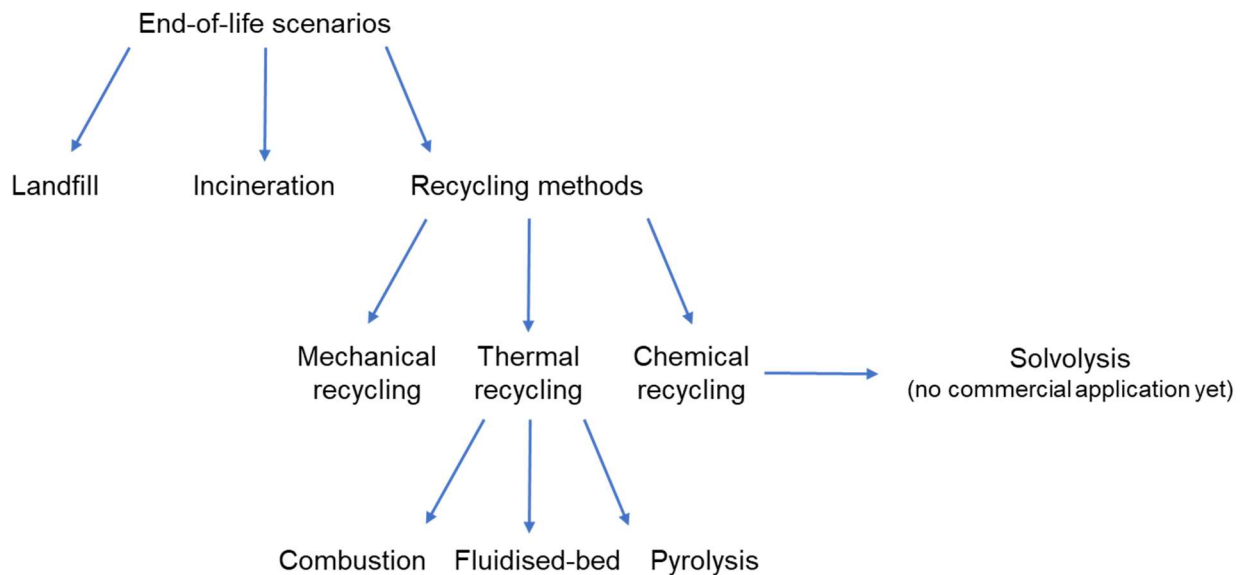 End-of-life scenarios
Landfill
Incineration
Recycling methods
Mechanical
recycling
Thermal
recycling
Chemical
recycling
Solvolysis
(no commercial application yet)
Combustion
Fluidised-bed
Pyrolysis